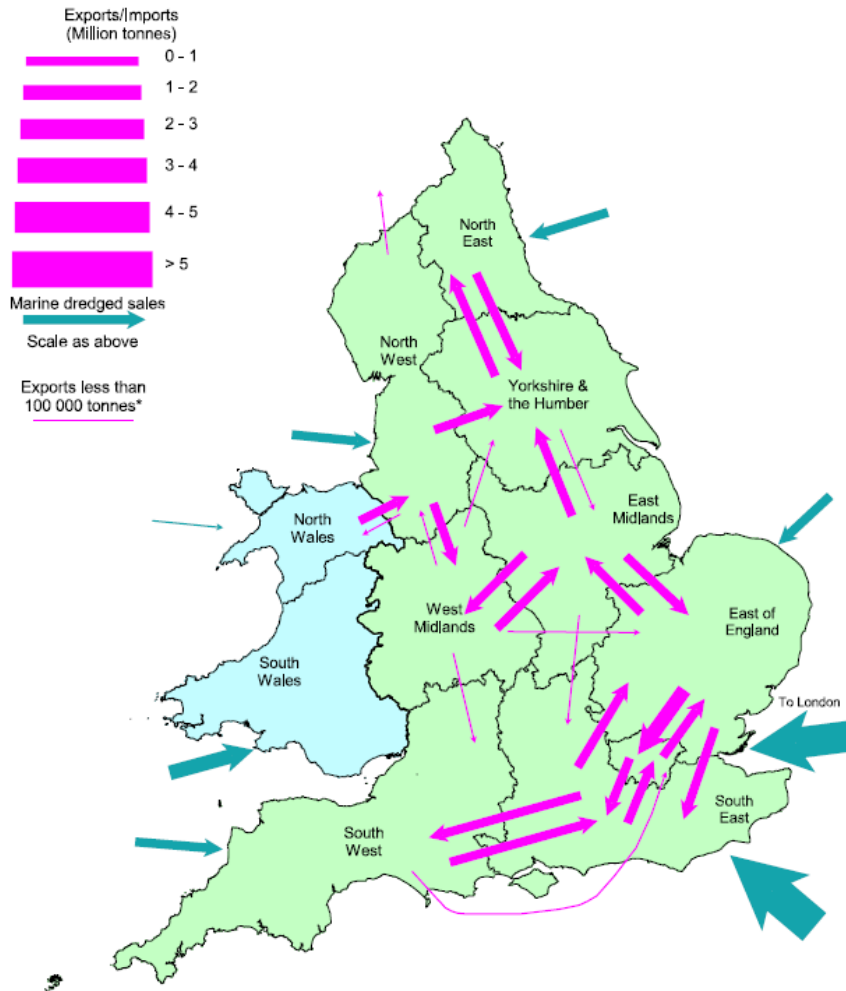 Exports/Imports
(Million tonnes)
0 - 1
1 - 2
2 - 3
3 - 4
4 - 5
> 5
Marine dredged sales
Scale as above
Exports less than
100 000 tonnes*
North
East
North
West
Yorkshire &
the Humber
East
Midlands
North
Wales
West
Midlands
East of
England
South
Wales
To London
South
East
South
West